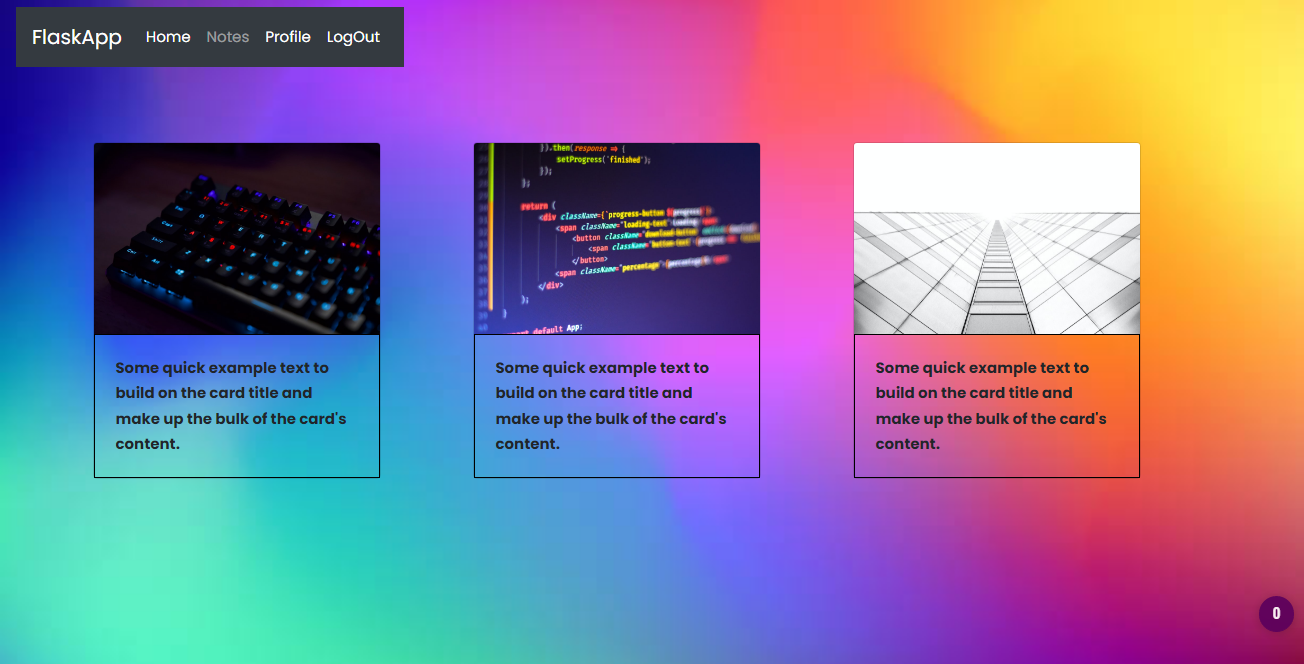 FlaskApp Home Notes Profile LogOut
}).then(response => {
setProgress('finished');
});
};
return (
<div className={`progress-button ${progress}`}>
<span className="loading-text">Loading
<button className="download-button"
<span className="button-text">
</button>
<span className="percentage">
</div>
);
}
default App;
Some quick example text to
build on the card title and
make up the bulk of the card's
content.
Some quick example text to
build on the card title and
make up the bulk of the card's
content.
Some quick example text to
build on the card title and
make up the bulk of the card's
content.
0